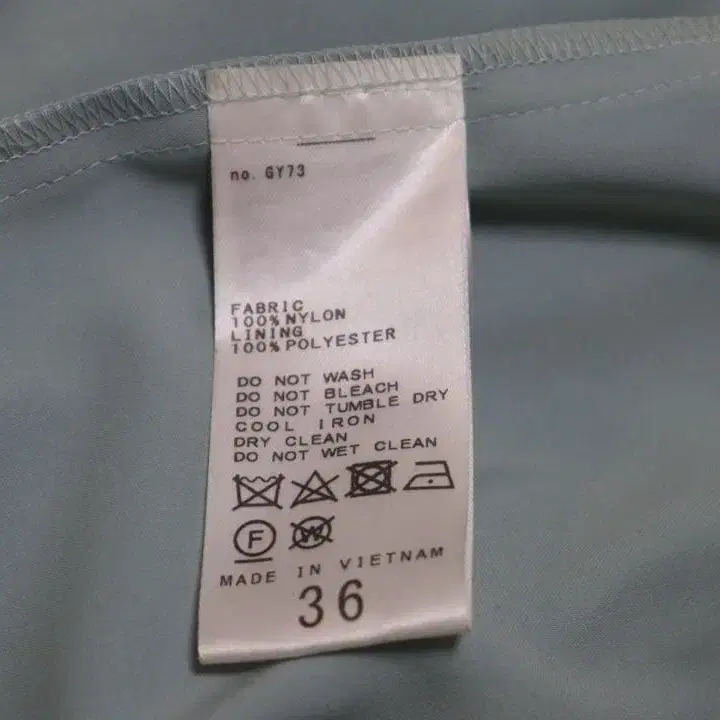 no. GY73
FABRIC
100% NYLON
LINING
100% POLYESTER
DO NOT WASH
DO NOT BLEACH
DO NOT TUMBLE DRY
COOL IRON
DRY CLEAN
DO NOT WET CLEAN
F W
MADE IN VIETNAM
36